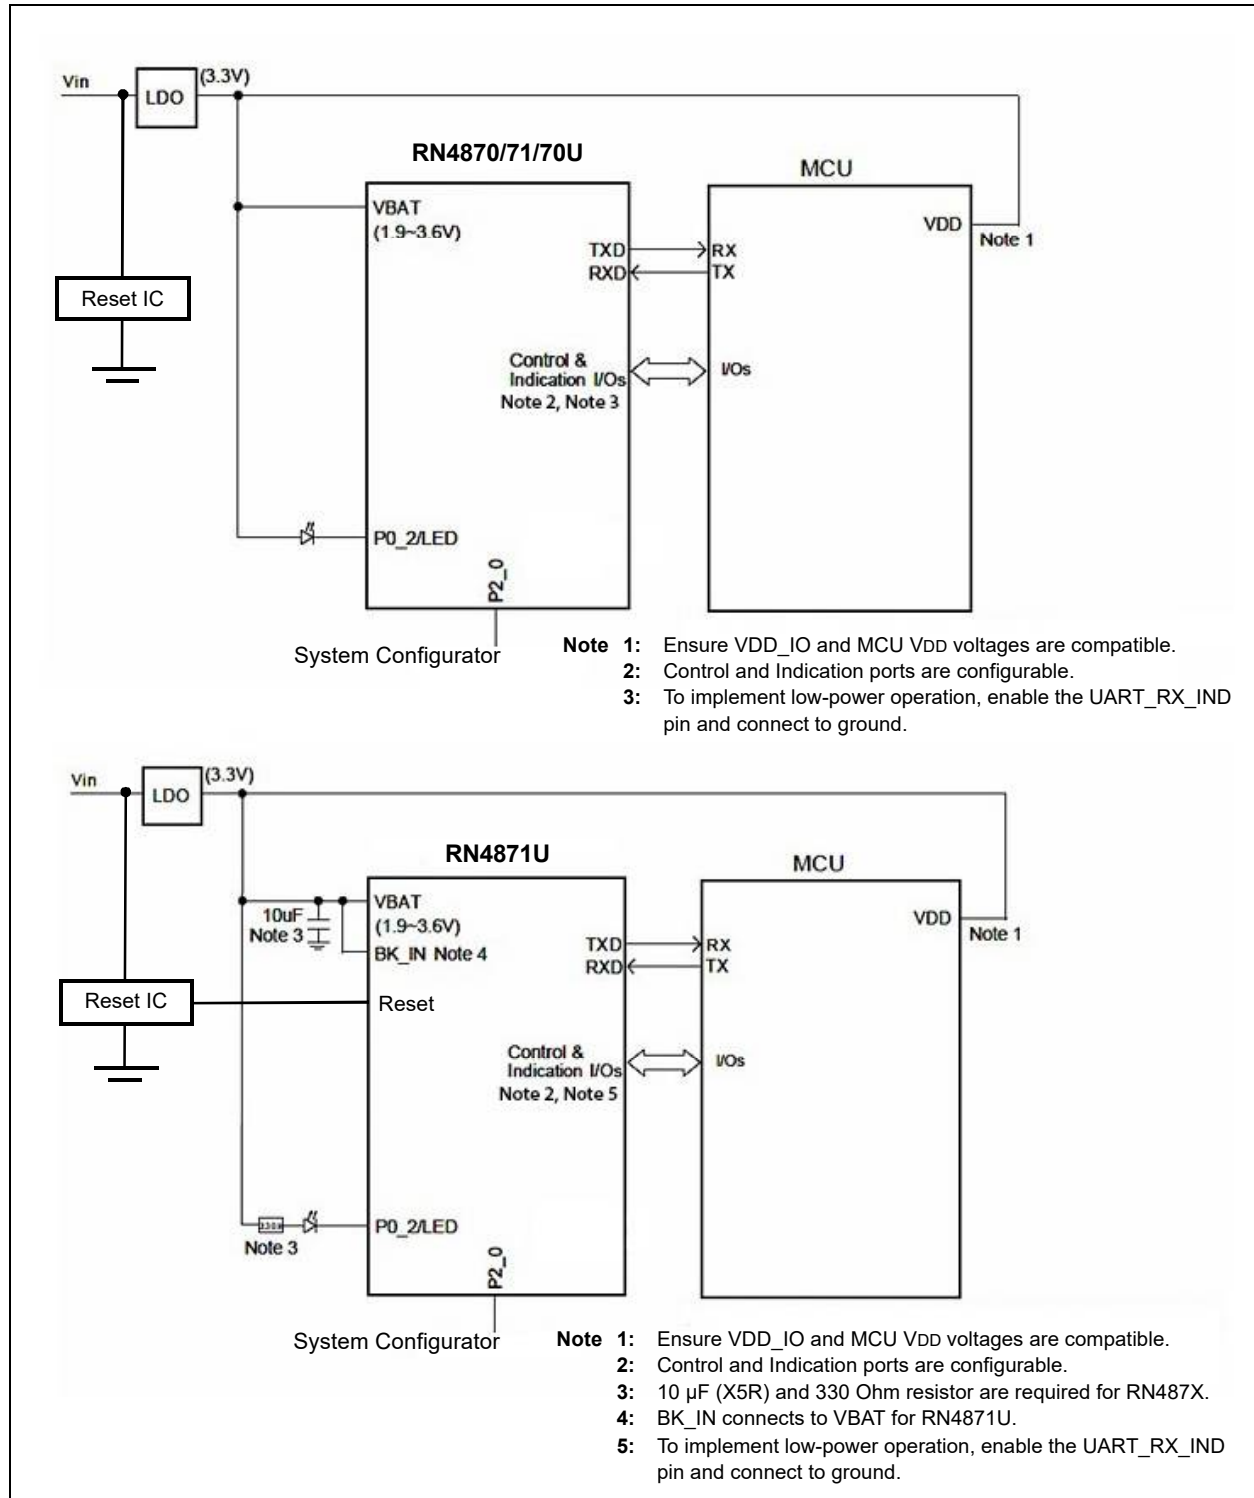 Vin
LDO
(3.3V)
RN4870/71/70U
MCU
VBAT
(1.9~3.6V)
VDD
Note 1
TXD
RX
RXD
TX
Reset IC
Control &
Indication I/Os
I/Os
Note 2, Note 3
P0_2/LED
P2_0
System Configurator
Note 1: Ensure VDD_IO and MCU VDD voltages are compatible.
2: Control and Indication ports are configurable.
3: To implement low-power operation, enable the UART_RX_IND
pin and connect to ground.
Vin
LDO
(3.3V)
RN4871U
MCU
VBAT
(1.9~3.6V)
10uF
Note 3
BK_IN Note 4
VDD
Note 1
TXD
RX
RXD
TX
Reset IC
Reset
Control &
Indication I/Os
I/Os
Note 2, Note 5
P0_2/LED
Note 3
P2_0
System Configurator
Note 1: Ensure VDD_IO and MCU VDD voltages are compatible.
2: Control and Indication ports are configurable.
3: 10 µF (X5R) and 330 Ohm resistor are required for RN487X.
4: BK_IN connects to VBAT for RN4871U.
5: To implement low-power operation, enable the UART_RX_IND
pin and connect to ground.